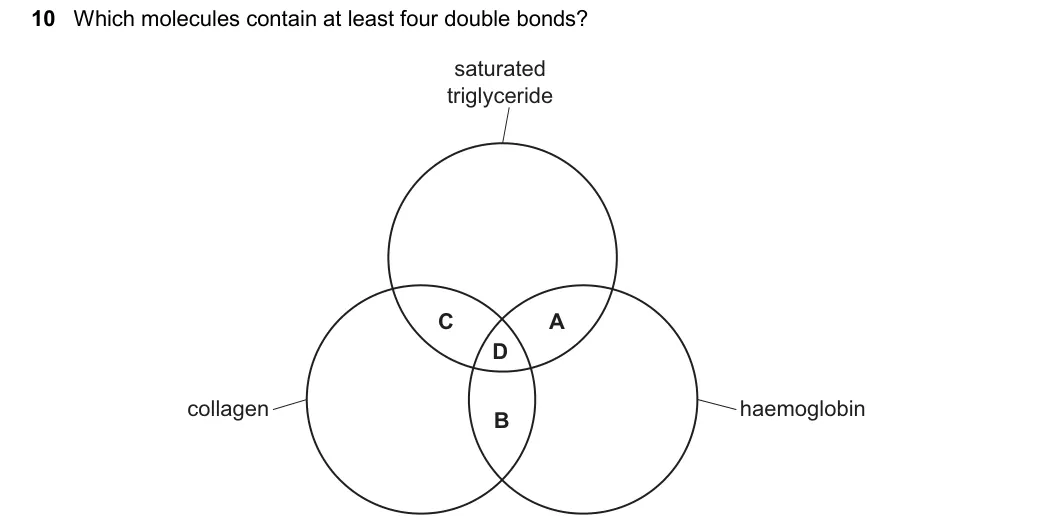 10 Which molecules contain at least four double bonds?
saturated
triglyceride
C
A
D
collagen
haemoglobin
B